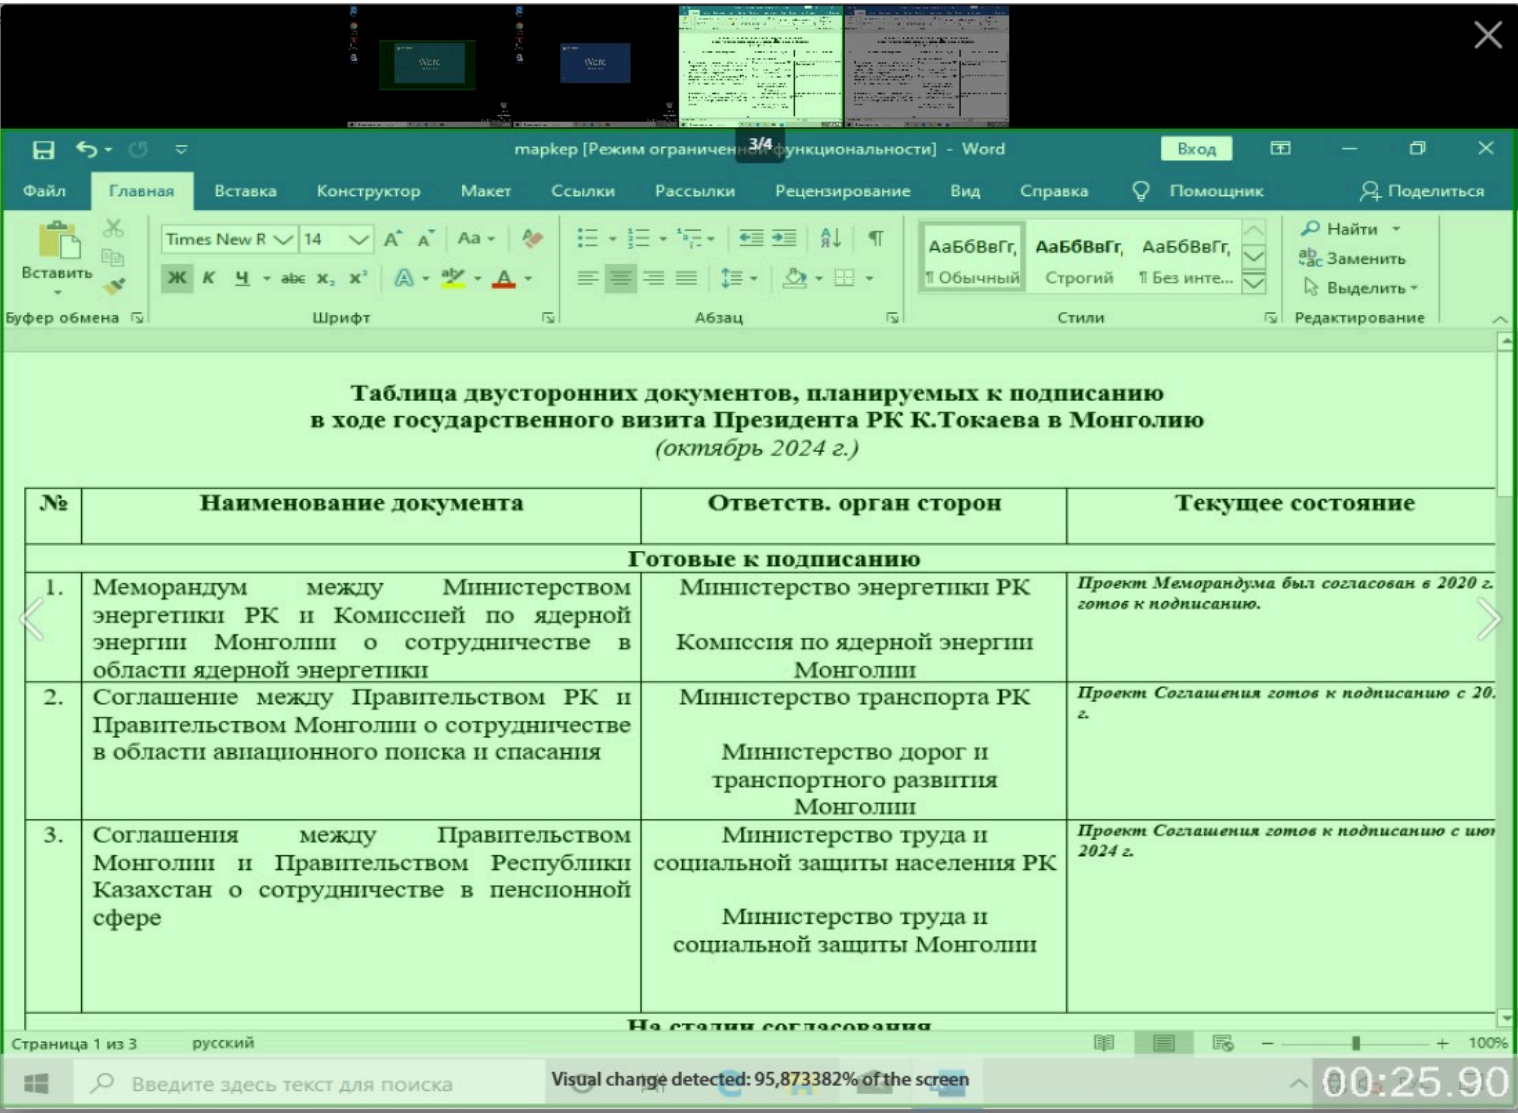 3/4
маркер [Режим ограниченной функциональности] - Word
Вход
Файл Главная Вставка Конструктор Макет Ссылки Рассылки Рецензирование Вид Справка Помощник Поделиться
Вставить
Times New R 14 Aa
Ж К Ч abc x₂ x² A aby A
АаБбВвГг, АаБбВвГг, АаБбВвГг,
¶ Обычный Строгий ¶ Без инте...
Найти
Заменить
Выделить
Буфер обмена Шрифт Абзац Стили Редактирование
Таблица двусторонних документов, планируемых к подписанию
в ходе государственного визита Президента РК К.Токаева в Монголию
(октябрь 2024 г.)
№ Наименование документа Ответств. орган сторон Текущее состояние
Готовые к подписанию
1. Меморандум между Министерством
энергетики РК и Комиссией по ядерной
энергии Монголии о сотрудничестве в
области ядерной энергетики
Министерство энергетики РК
Комиссия по ядерной энергии
Монголии
Проект Меморандума был согласован в 2020 г.
готов к подписанию.
2. Соглашение между Правительством РК и
Правительством Монголии о сотрудничестве
в области авиационного поиска и спасания
Министерство транспорта РК
Министерство дорог и
транспортного развития
Монголии
Проект Соглашения готов к подписанию с
г.
3. Соглашения между Правительством
Монголии и Правительством Республики
Казахстан о сотрудничестве в пенсионной
сфере
Министерство труда и
социальной защиты населения РК
Министерство труда и
социальной защиты Монголии
Проект Соглашения готов к подписанию с
2024 г.
На стадии согласования
Страница 1 из 3 русский 100%
Введите здесь текст для поиска
Visual change detected: 95,873382% of the screen
00:25.90